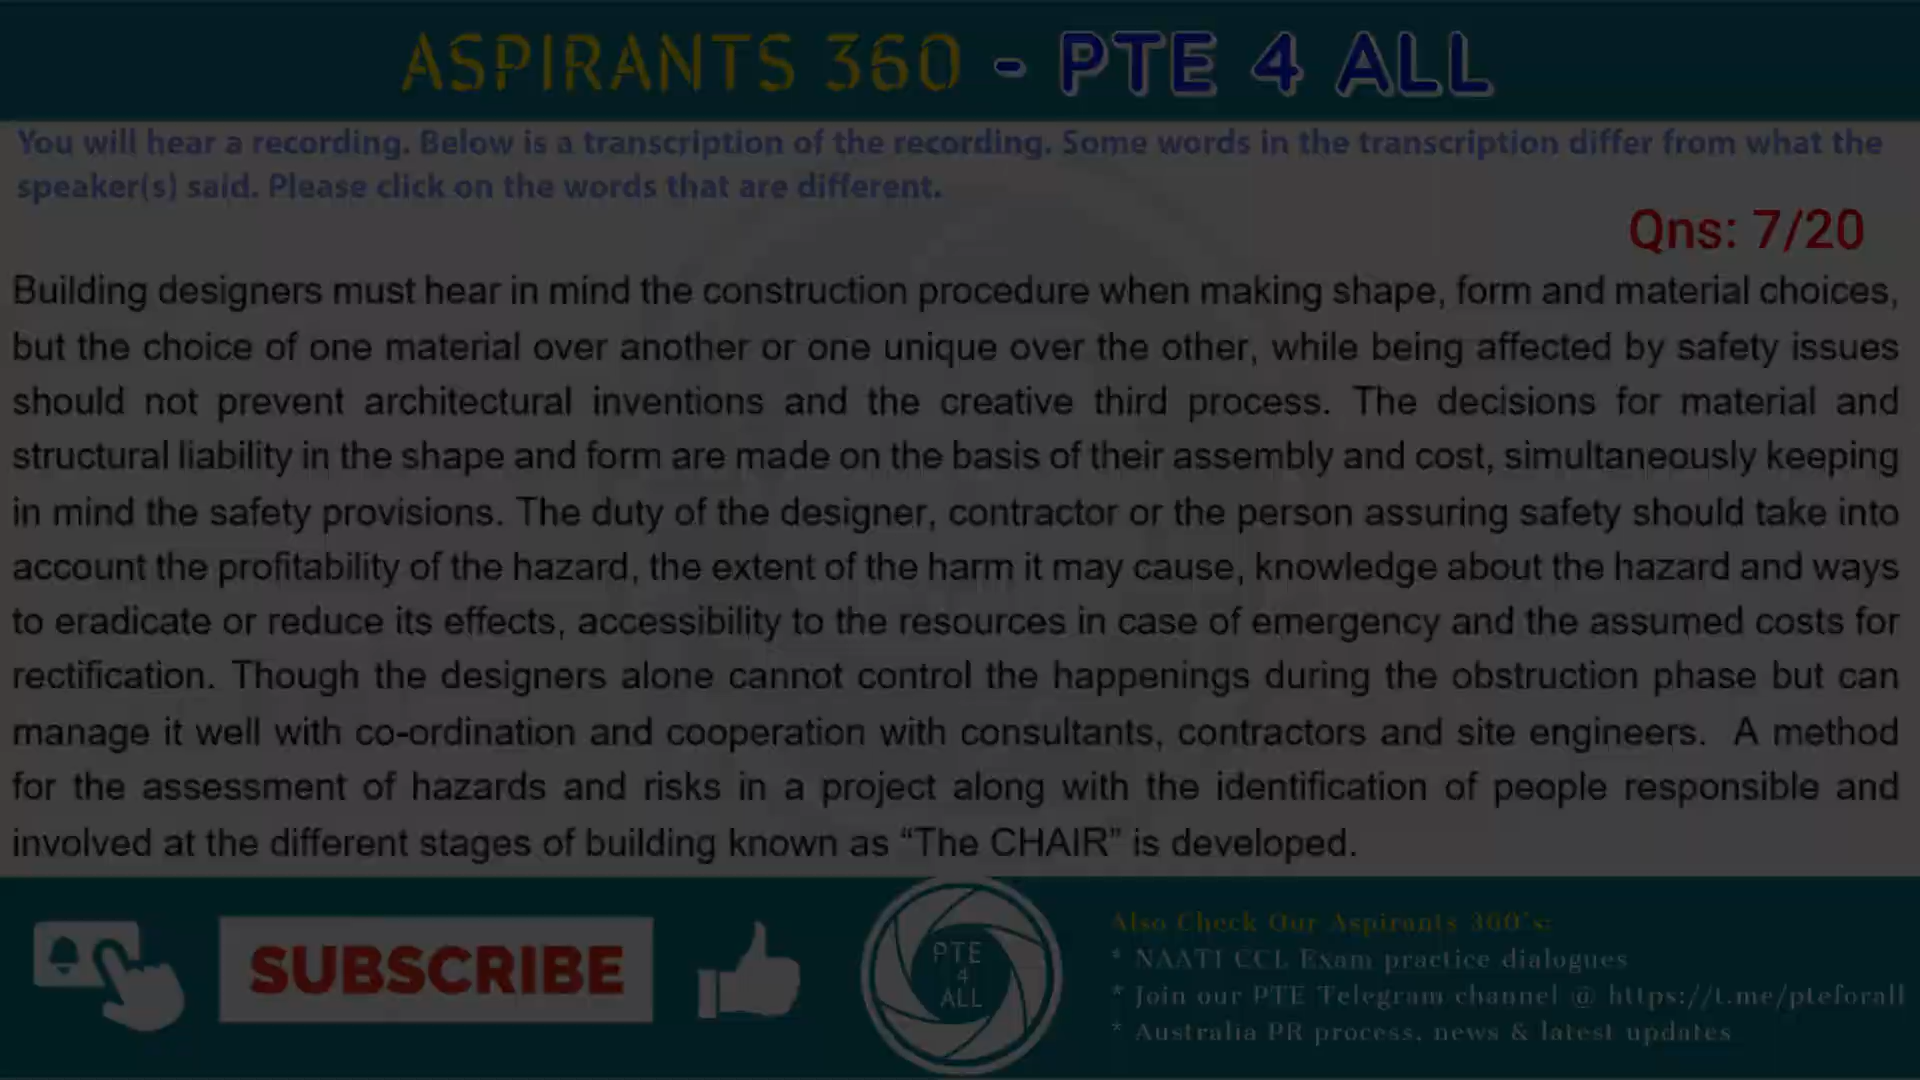 ASPIRANTS 360 - PTE 4 ALL
You will hear a recording. Below is a transcription of the recording. Some words in the transcription differ from what the
speaker(s) said. Please click on the words that are different.
Qns: 7/20
Building designers must hear in mind the construction procedure when making shape, form and material choices,
but the choice of one material over another or one unique over the other, while being affected by safety issues
should not prevent architectural inventions and the creative third process. The decisions for material and
structural liability in the shape and form are made on the basis of their assembly and cost, simultaneously keeping
in mind the safety provisions. The duty of the designer, contractor or the person assuring safety should take into
account the profitability of the hazard, the extent of the harm it may cause, knowledge about the hazard and ways
to eradicate or reduce its effects, accessibility to the resources in case of emergency and the assumed costs for
rectification. Though the designers alone cannot control the happenings during the obstruction phase but can
manage it well with co-ordination and cooperation with consultants, contractors and site engineers. A method
for the assessment of hazards and risks in a project along with the identification of people responsible and
involved at the different stages of building known as “The CHAIR” is developed.
SUBSCRIBE
PTE
4
ALL
Also Check Our Aspirants 360's:
* NAATI CCL Exam practice dialogues
* Join our PTE Telegram channel @ https://t.me/pteforall
* Australia PR process, news & latest updates